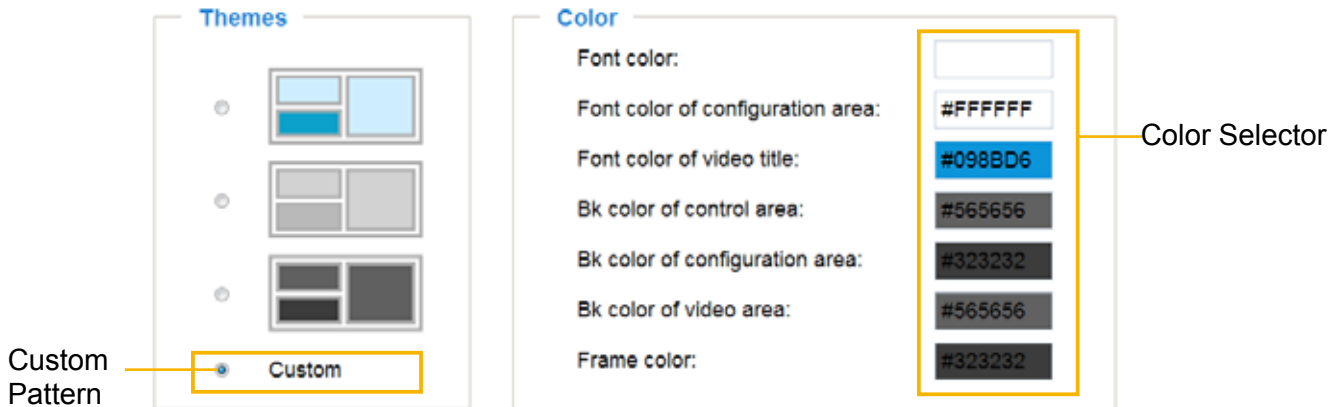 Themes
Custom
Custom
Pattern
Color
Font color:
Font color of configuration area: #FFFFFF
Font color of video title: #098BD6
Bk color of control area: #565656
Bk color of configuration area: #323232
Bk color of video area: #565656
Frame color: #323232
Color Selector